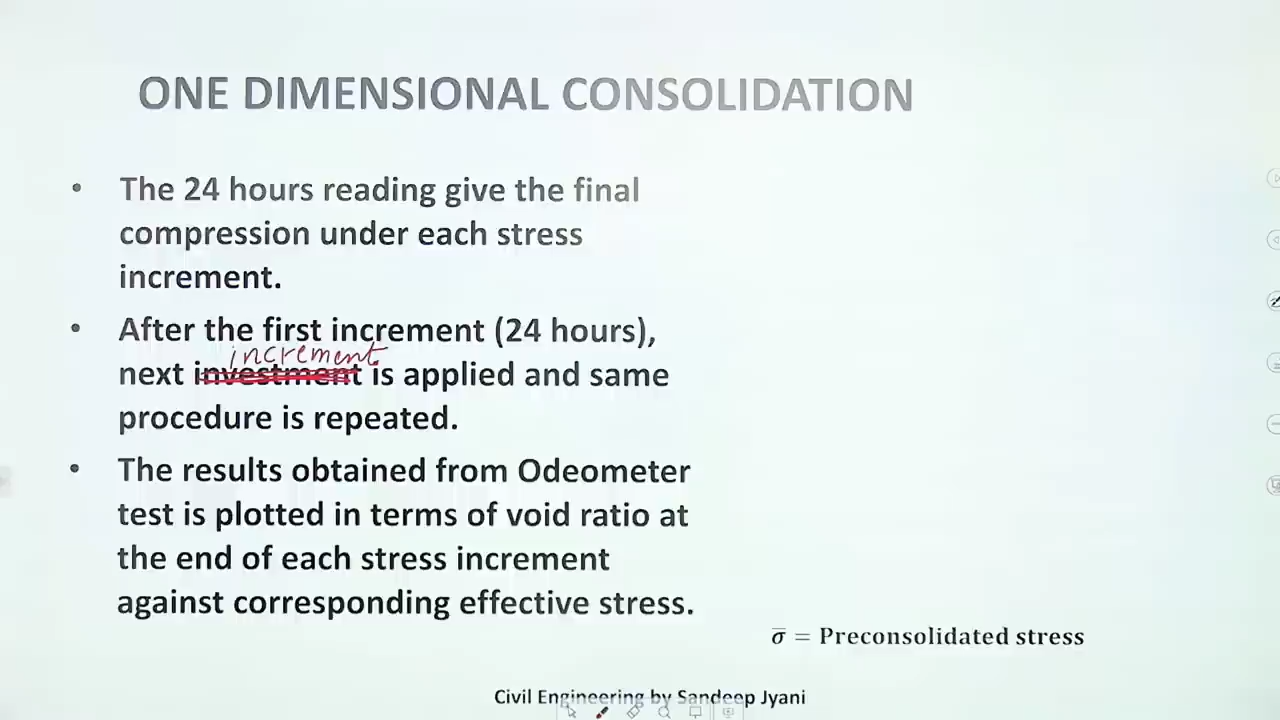 ONE DIMENSIONAL CONSOLIDATION
• The 24 hours reading give the final
compression under each stress
increment.
• After the first increment (24 hours),
increment
next investment is applied and same
procedure is repeated.
• The results obtained from Odeometer
test is plotted in terms of void ratio at
the end of each stress increment
against corresponding effective stress.
σ̅ = Preconsolidated stress
Civil Engineering by Sandeep Jyani